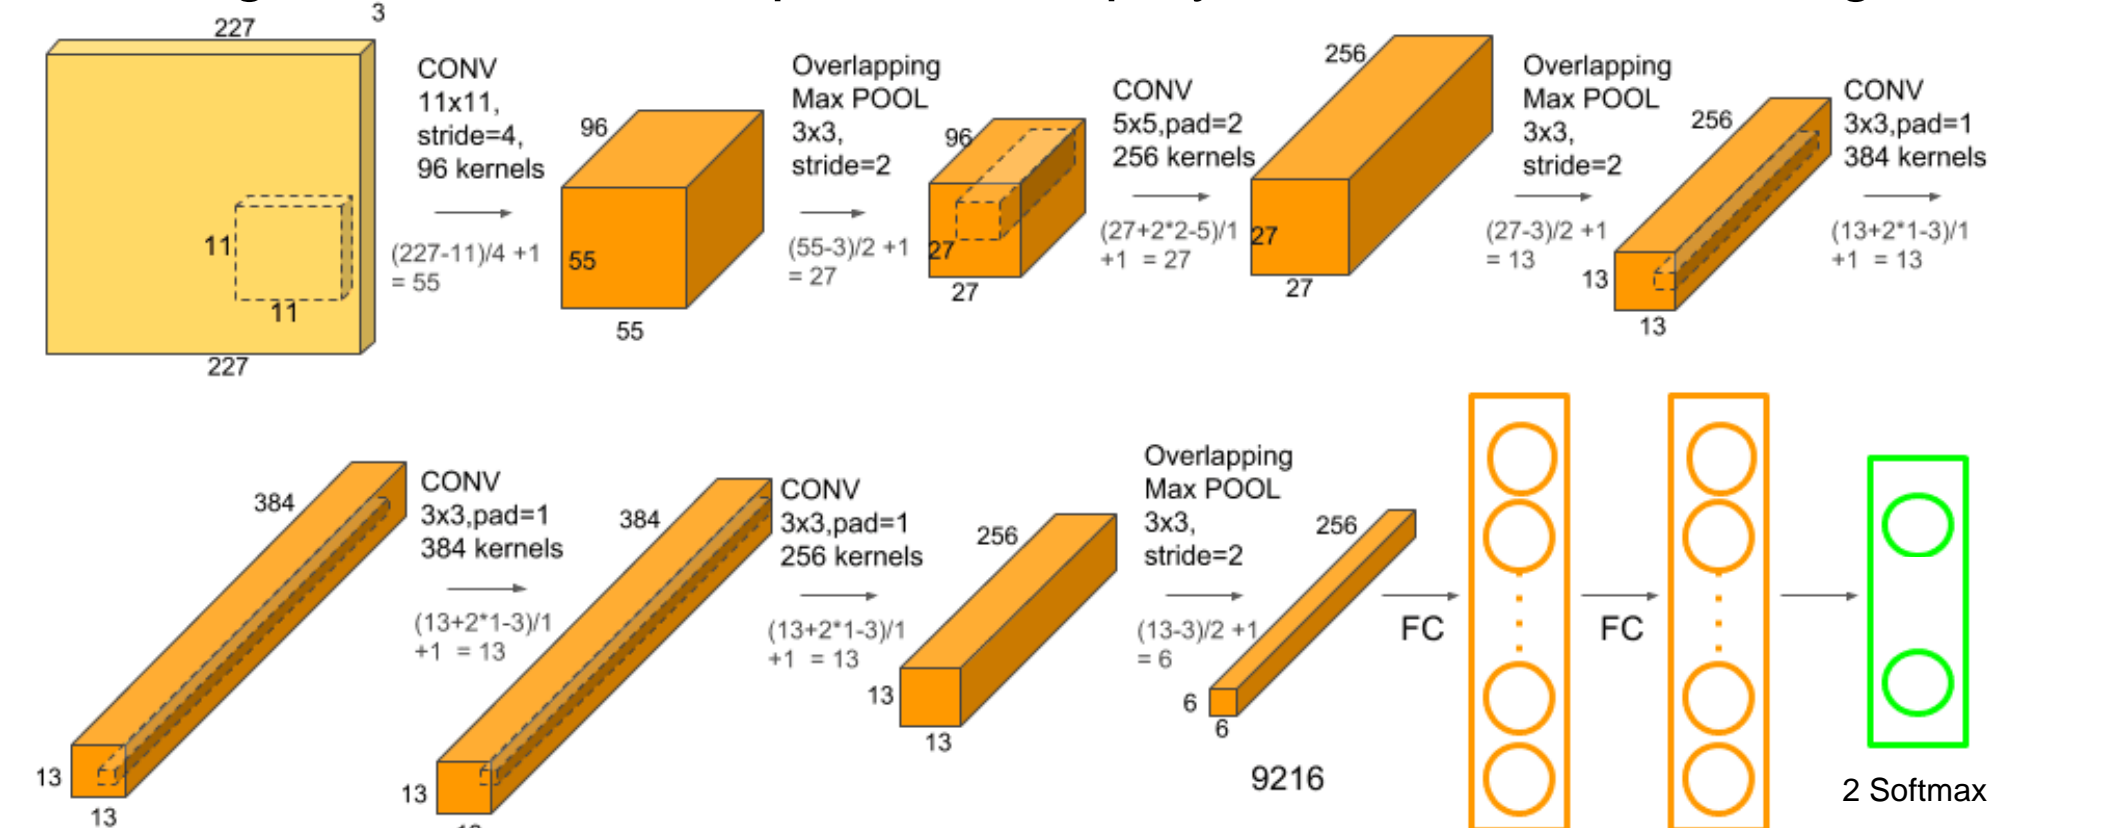 3
227
11
11
227
CONV
11x11,
stride=4,
96 kernels
(227-11)/4 +1
= 55
96
55
55
Overlapping
Max POOL
3x3,
stride=2
(55-3)/2 +1
= 27
96
27
27
CONV
5x5,pad=2
256 kernels
(27+2*2-5)/1
+1 = 27
256
27
27
Overlapping
Max POOL
3x3,
stride=2
(27-3)/2 +1
= 13
256
13
13
CONV
3x3,pad=1
384 kernels
(13+2*1-3)/1
+1 = 13
384
13
13
CONV
3x3,pad=1
384 kernels
(13+2*1-3)/1
+1 = 13
384
13
CONV
3x3,pad=1
256 kernels
(13+2*1-3)/1
+1 = 13
256
13
13
Overlapping
Max POOL
3x3,
stride=2
(13-3)/2 +1
= 6
256
6
6
9216
FC
FC
2 Softmax